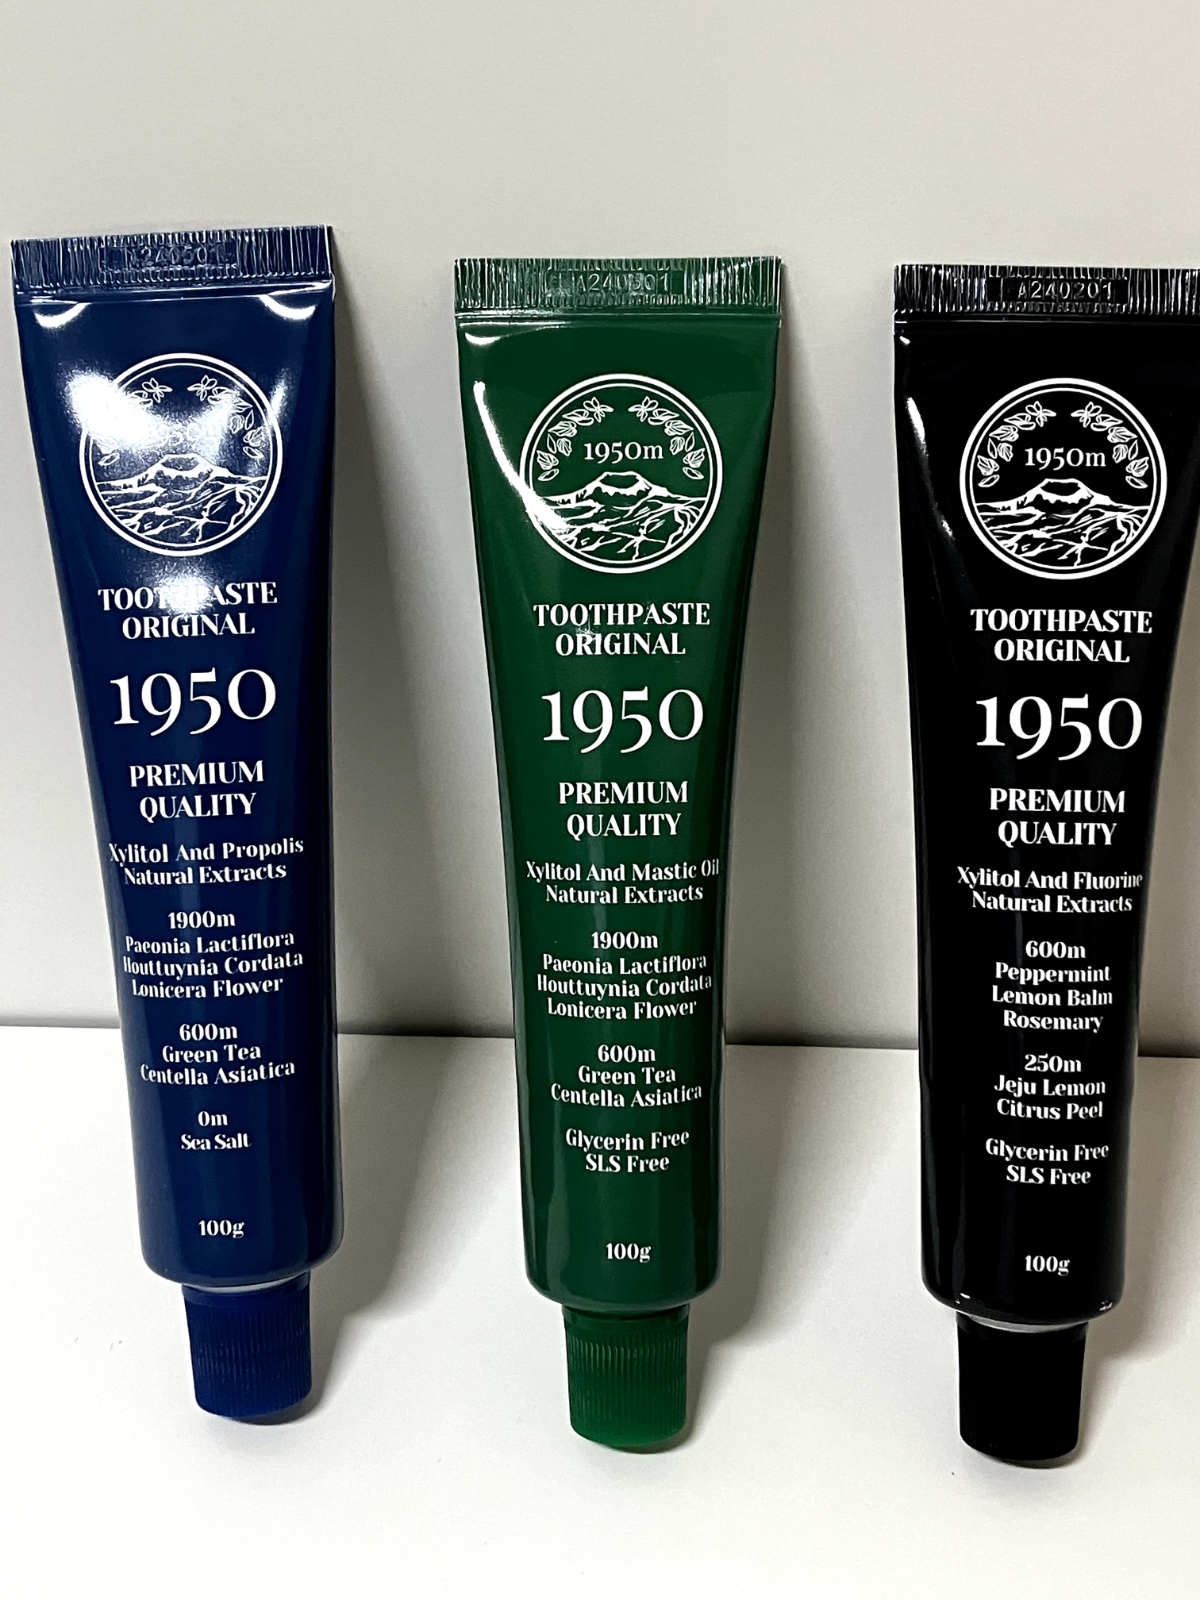 A240501
TOOTHPASTE
ORIGINAL
1950
PREMIUM
QUALITY
Xylitol And Propolis
Natural Extracts
1900m
Paeonia Lactiflora
Houttuynia Cordata
Lonicera Flower
600m
Green Tea
Centella Asiatica
0m
Sea Salt
100g
1950m
TOOTHPASTE
ORIGINAL
1950
PREMIUM
QUALITY
Xylitol And Mastic Oil
Natural Extracts
1900m
Paeonia Lactiflora
Houttuynia Cordata
Lonicera Flower
600m
Green Tea
Centella Asiatica
Glycerin Free
SLS Free
100g
A240201
1950m
TOOTHPASTE
ORIGINAL
1950
PREMIUM
QUALITY
Xylitol And Fluorine
Natural Extracts
600m
Peppermint
Lemon Balm
Rosemary
250m
Jeju Lemon
Citrus Peel
Glycerin Free
SLS Free
100g